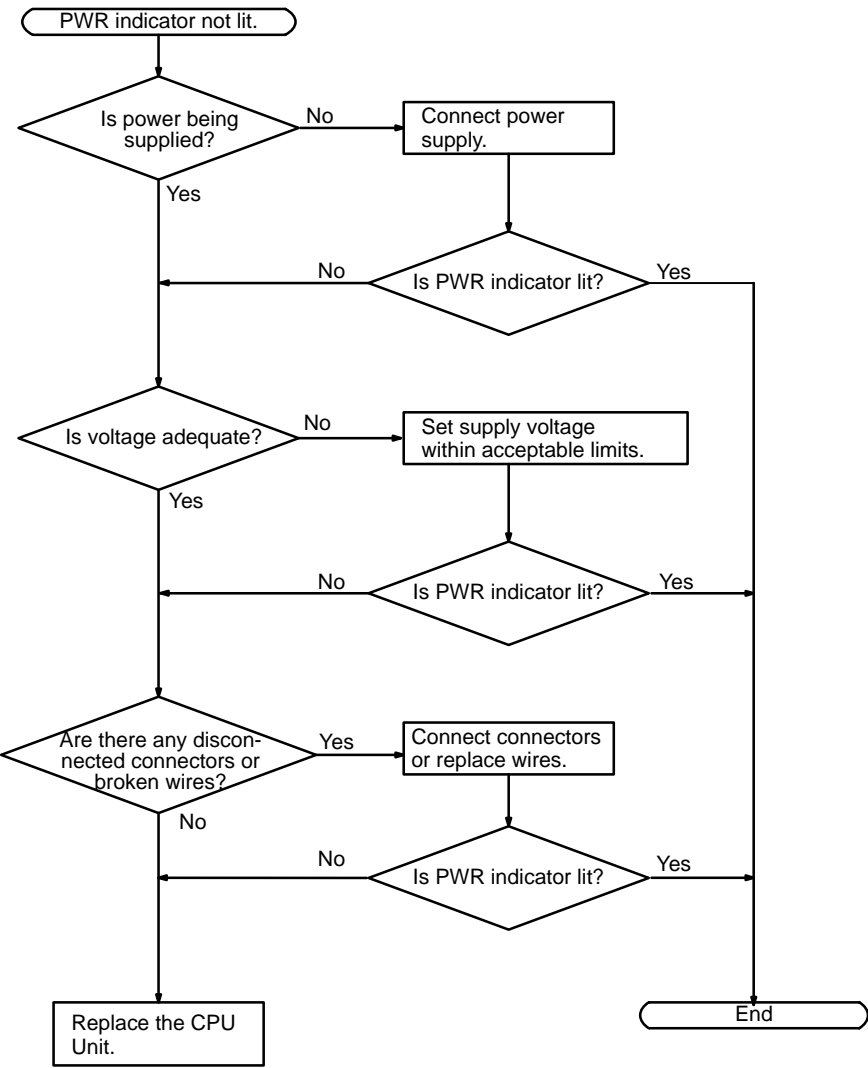 PWR indicator not lit.
Is power being
supplied?
No
Connect power
supply.
Yes
No
Is PWR indicator lit?
Yes
Is voltage adequate?
No
Set supply voltage
within acceptable limits.
Yes
No
Is PWR indicator lit?
Yes
Are there any discon-
nected connectors or
broken wires?
Yes
Connect connectors
or replace wires.
No
No
Is PWR indicator lit?
Yes
Replace the CPU
Unit.
End